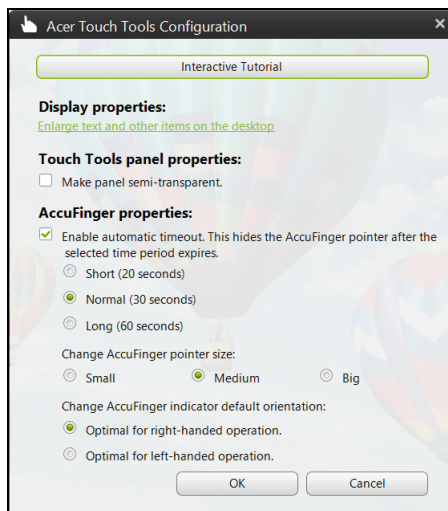 Acer Touch Tools Configuration
Interactive Tutorial
Display properties:
Enlarge text and other items on the desktop
Touch Tools panel properties:
Make panel semi-transparent.
AccuFinger properties:
Enable automatic timeout. This hides the AccuFinger pointer after the
selected time period expires.
Short (20 seconds)
Normal (30 seconds)
Long (60 seconds)
Change AccuFinger pointer size:
Small Medium Big
Change AccuFinger indicator default orientation:
Optimal for right-handed operation.
Optimal for left-handed operation.
OK Cancel